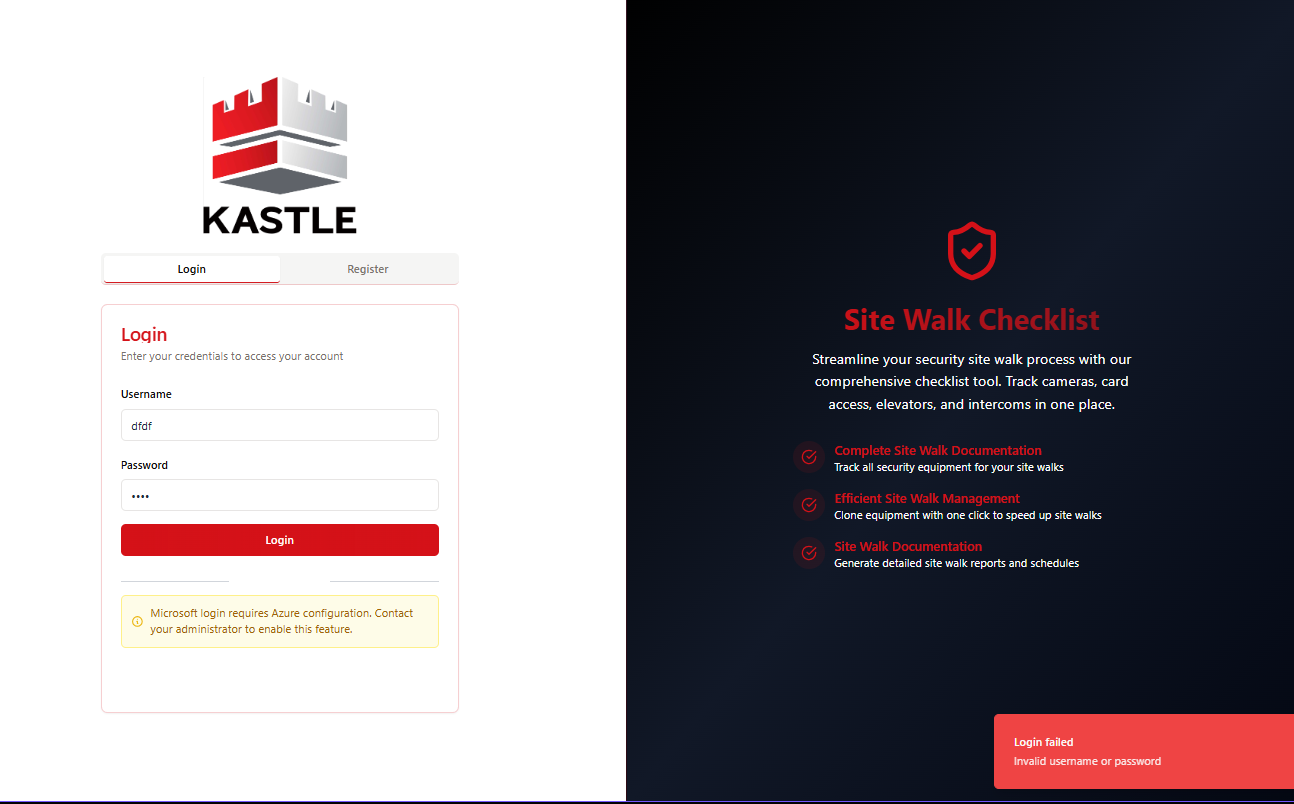 KASTLE
Login
Register
Login
Enter your credentials to access your account
Username
dfdf
Password
••••
Login
Microsoft login requires Azure configuration. Contact
your administrator to enable this feature.
Site Walk Checklist
Streamline your security site walk process with our
comprehensive checklist tool. Track cameras, card
access, elevators, and intercoms in one place.
Complete Site Walk Documentation
Track all security equipment for your site walks
Efficient Site Walk Management
Clone equipment with one click to speed up site walks
Site Walk Documentation
Generate detailed site walk reports and schedules
Login failed
Invalid username or password